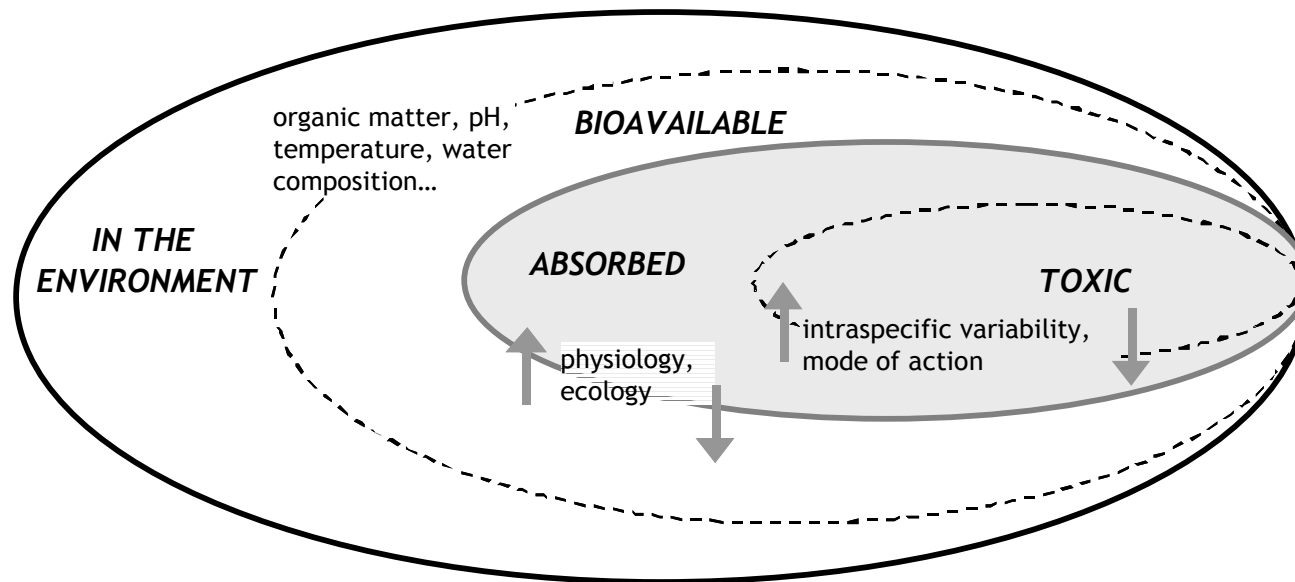 organic matter, pH,
temperature, water
composition…
BIOAVAILABLE
IN THE
ENVIRONMENT
ABSORBED
TOXIC
intraspecific variability,
mode of action
physiology,
ecology